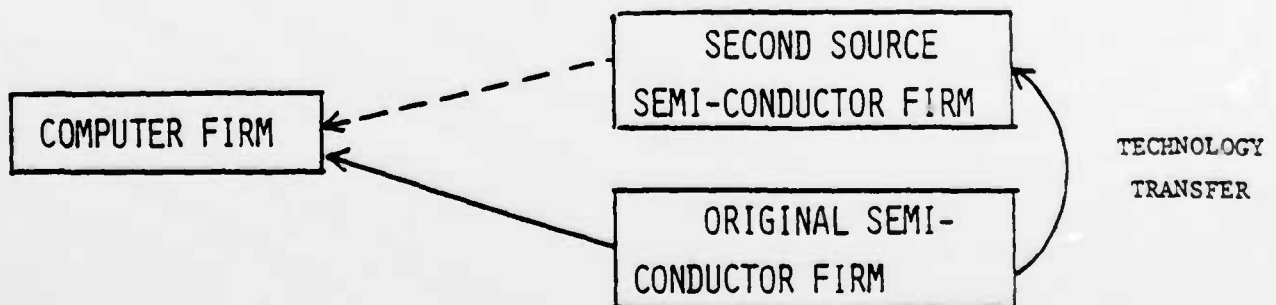 SECOND SOURCE
SEMI-CONDUCTOR FIRM
COMPUTER FIRM
TECHNOLOGY
TRANSFER
ORIGINAL SEMI-
CONDUCTOR FIRM